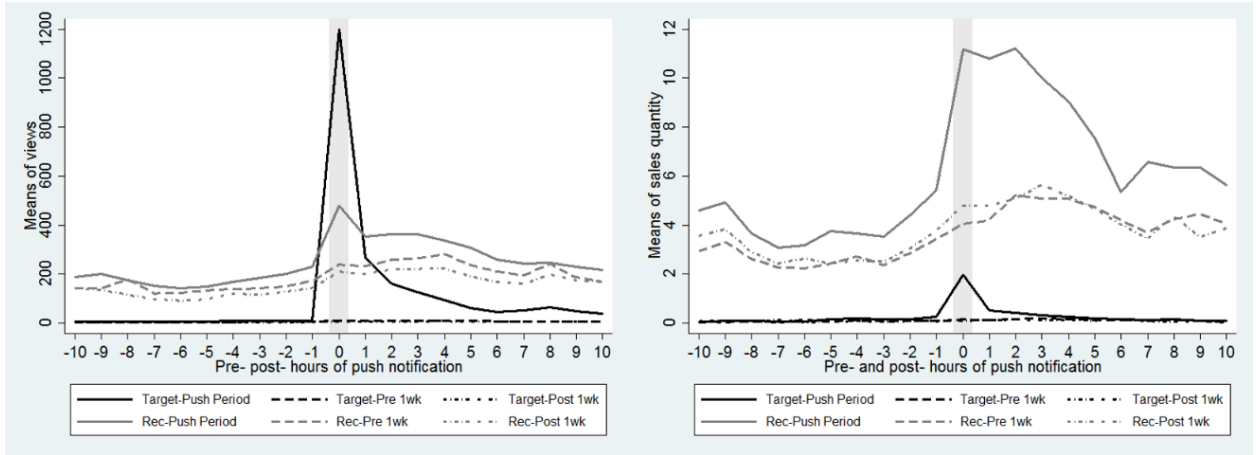 Means of views
1200
1000
800
600
400
200
0
-10 -9 -8 -7 -6 -5 -4 -3 -2 -1 0 1 2 3 4 5 6 7 8 9 10
Pre- post- hours of push notification
Target-Push Period Target-Pre 1wk Target-Post 1wk
Rec-Push Period Rec-Pre 1wk Rec-Post 1wk
Means of sales quantity
12
10
8
6
4
2
0
-10 -9 -8 -7 -6 -5 -4 -3 -2 -1 0 1 2 3 4 5 6 7 8 9 10
Pre- and post- hours of push notification
Target-Push Period Target-Pre 1wk Target-Post 1wk
Rec-Push Period Rec-Pre 1wk Rec-Post 1wk